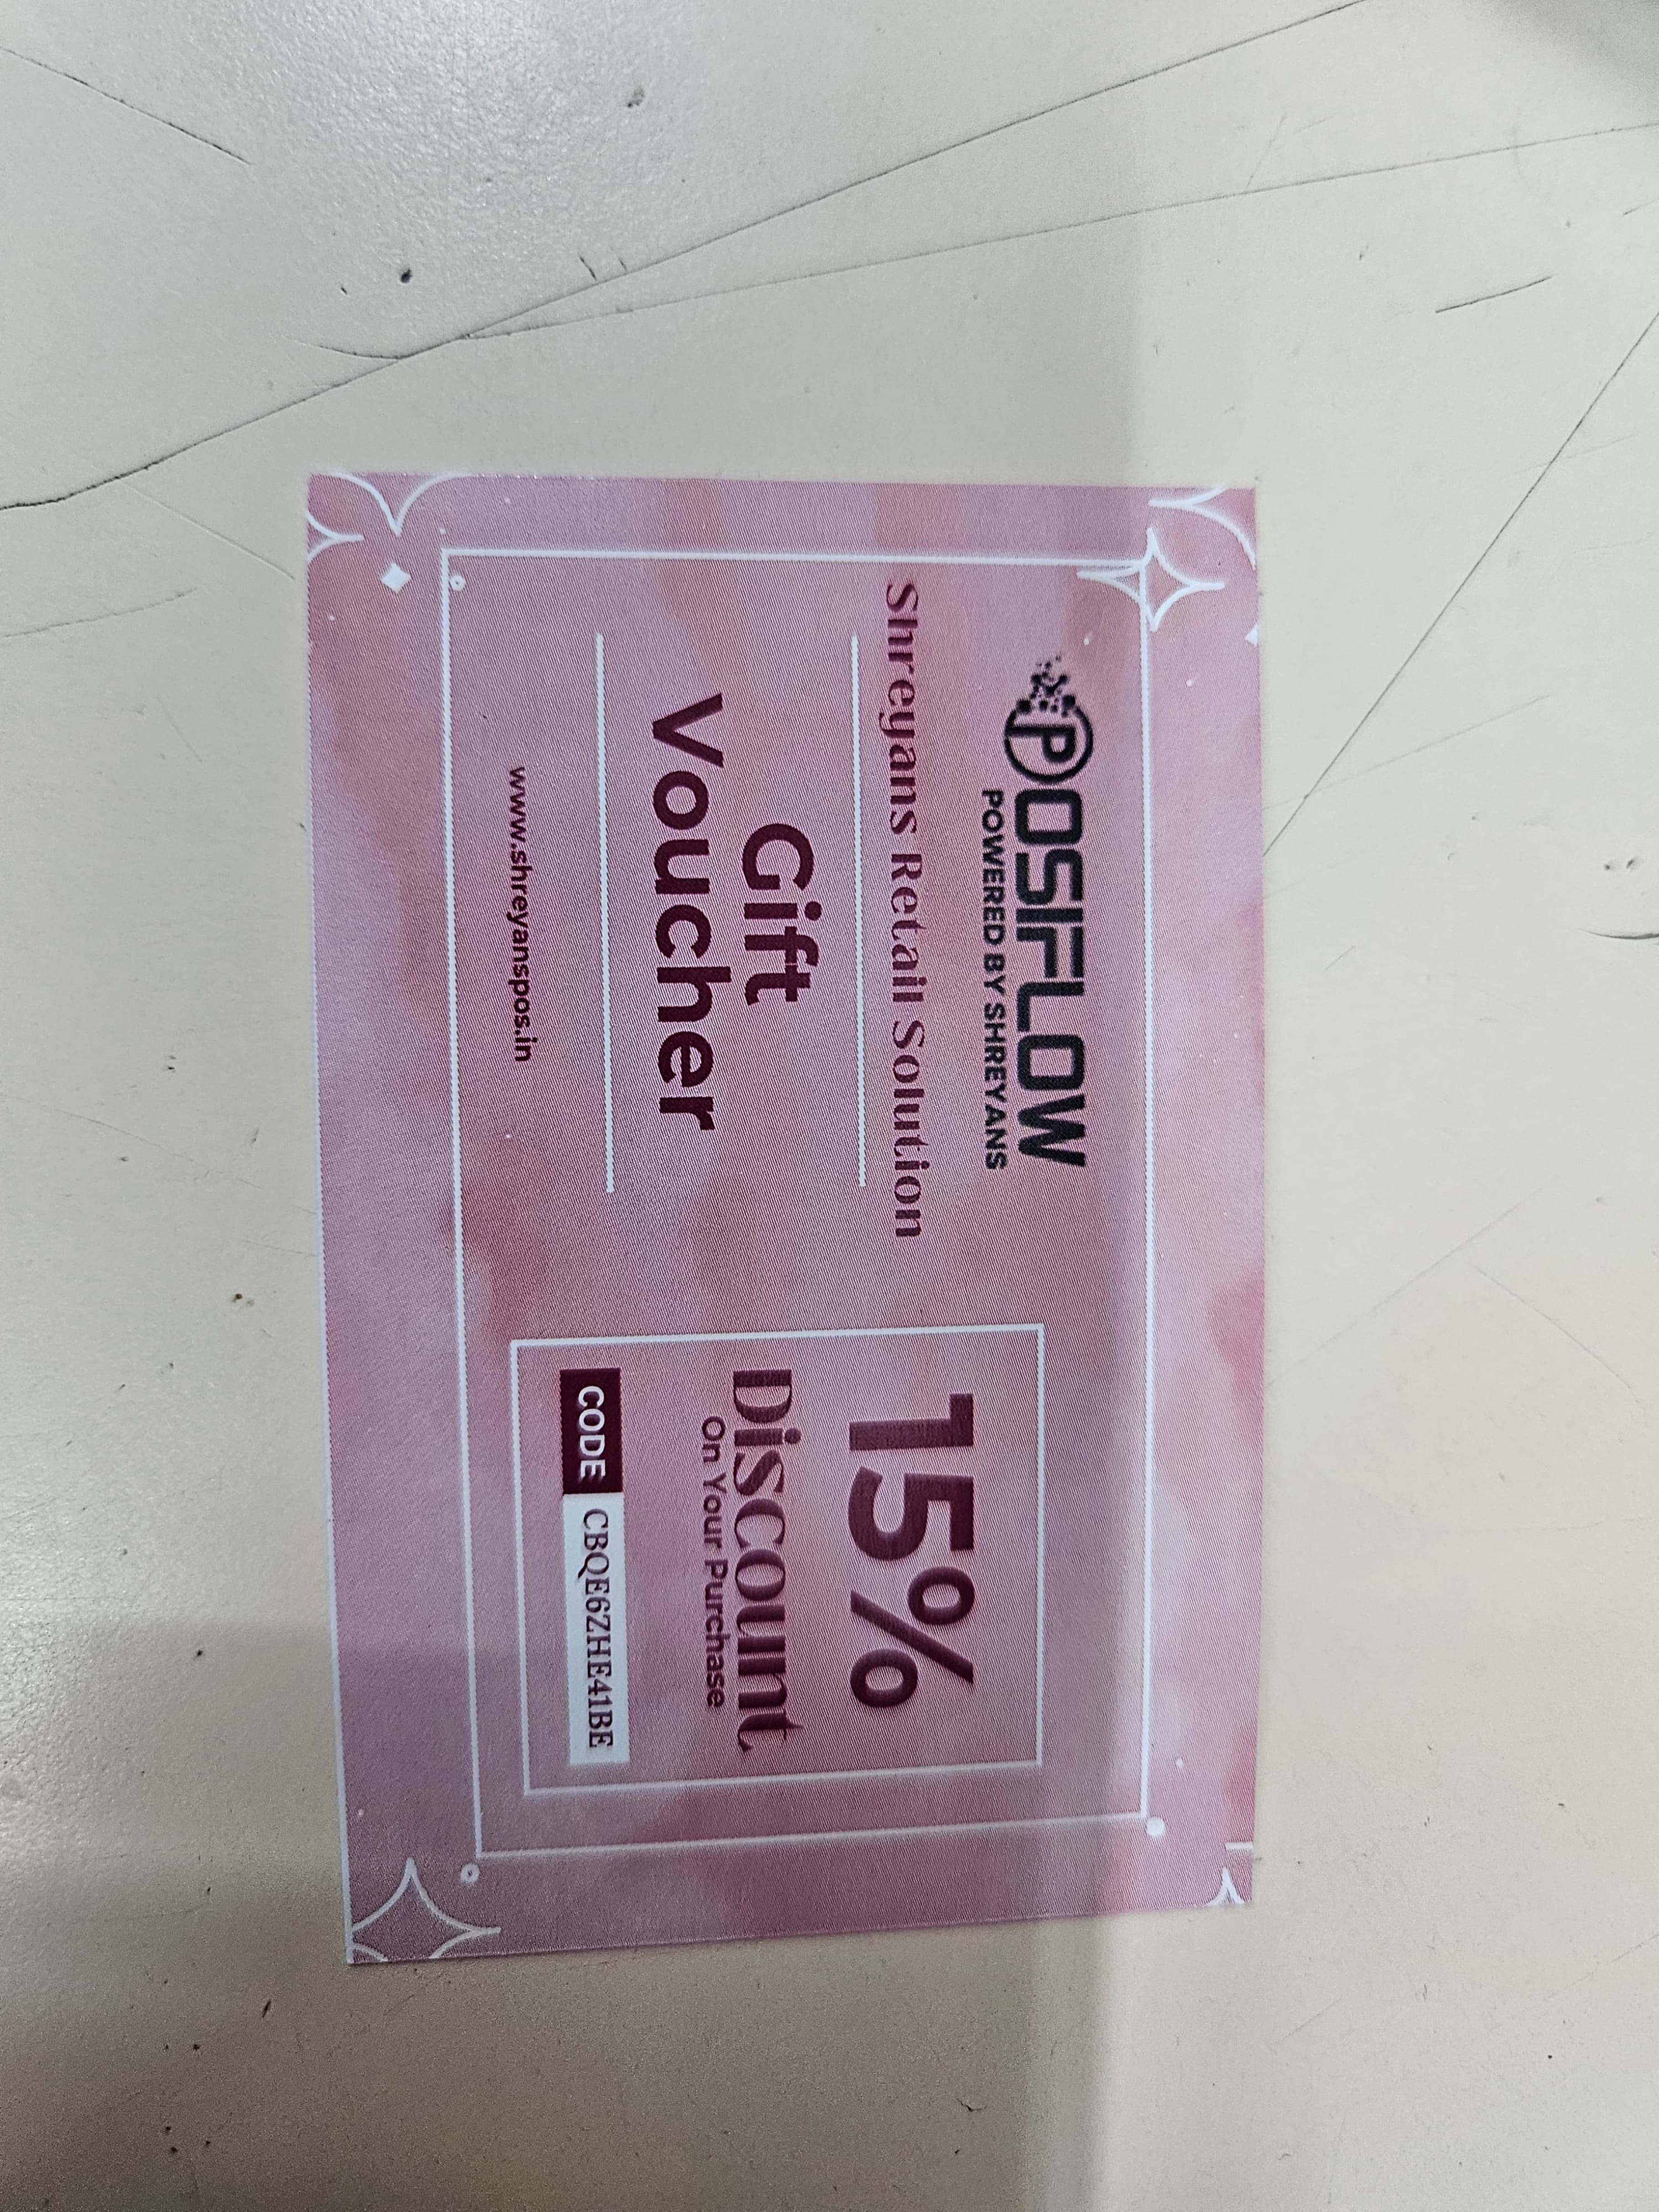 POSIFLOW
POWERED BY SHREYANS
Shreyans Retail Solution
Gift
Voucher
www.shreyanspos.in
15%
Discount
On Your Purchase
CODE CBQE6ZHE41BE